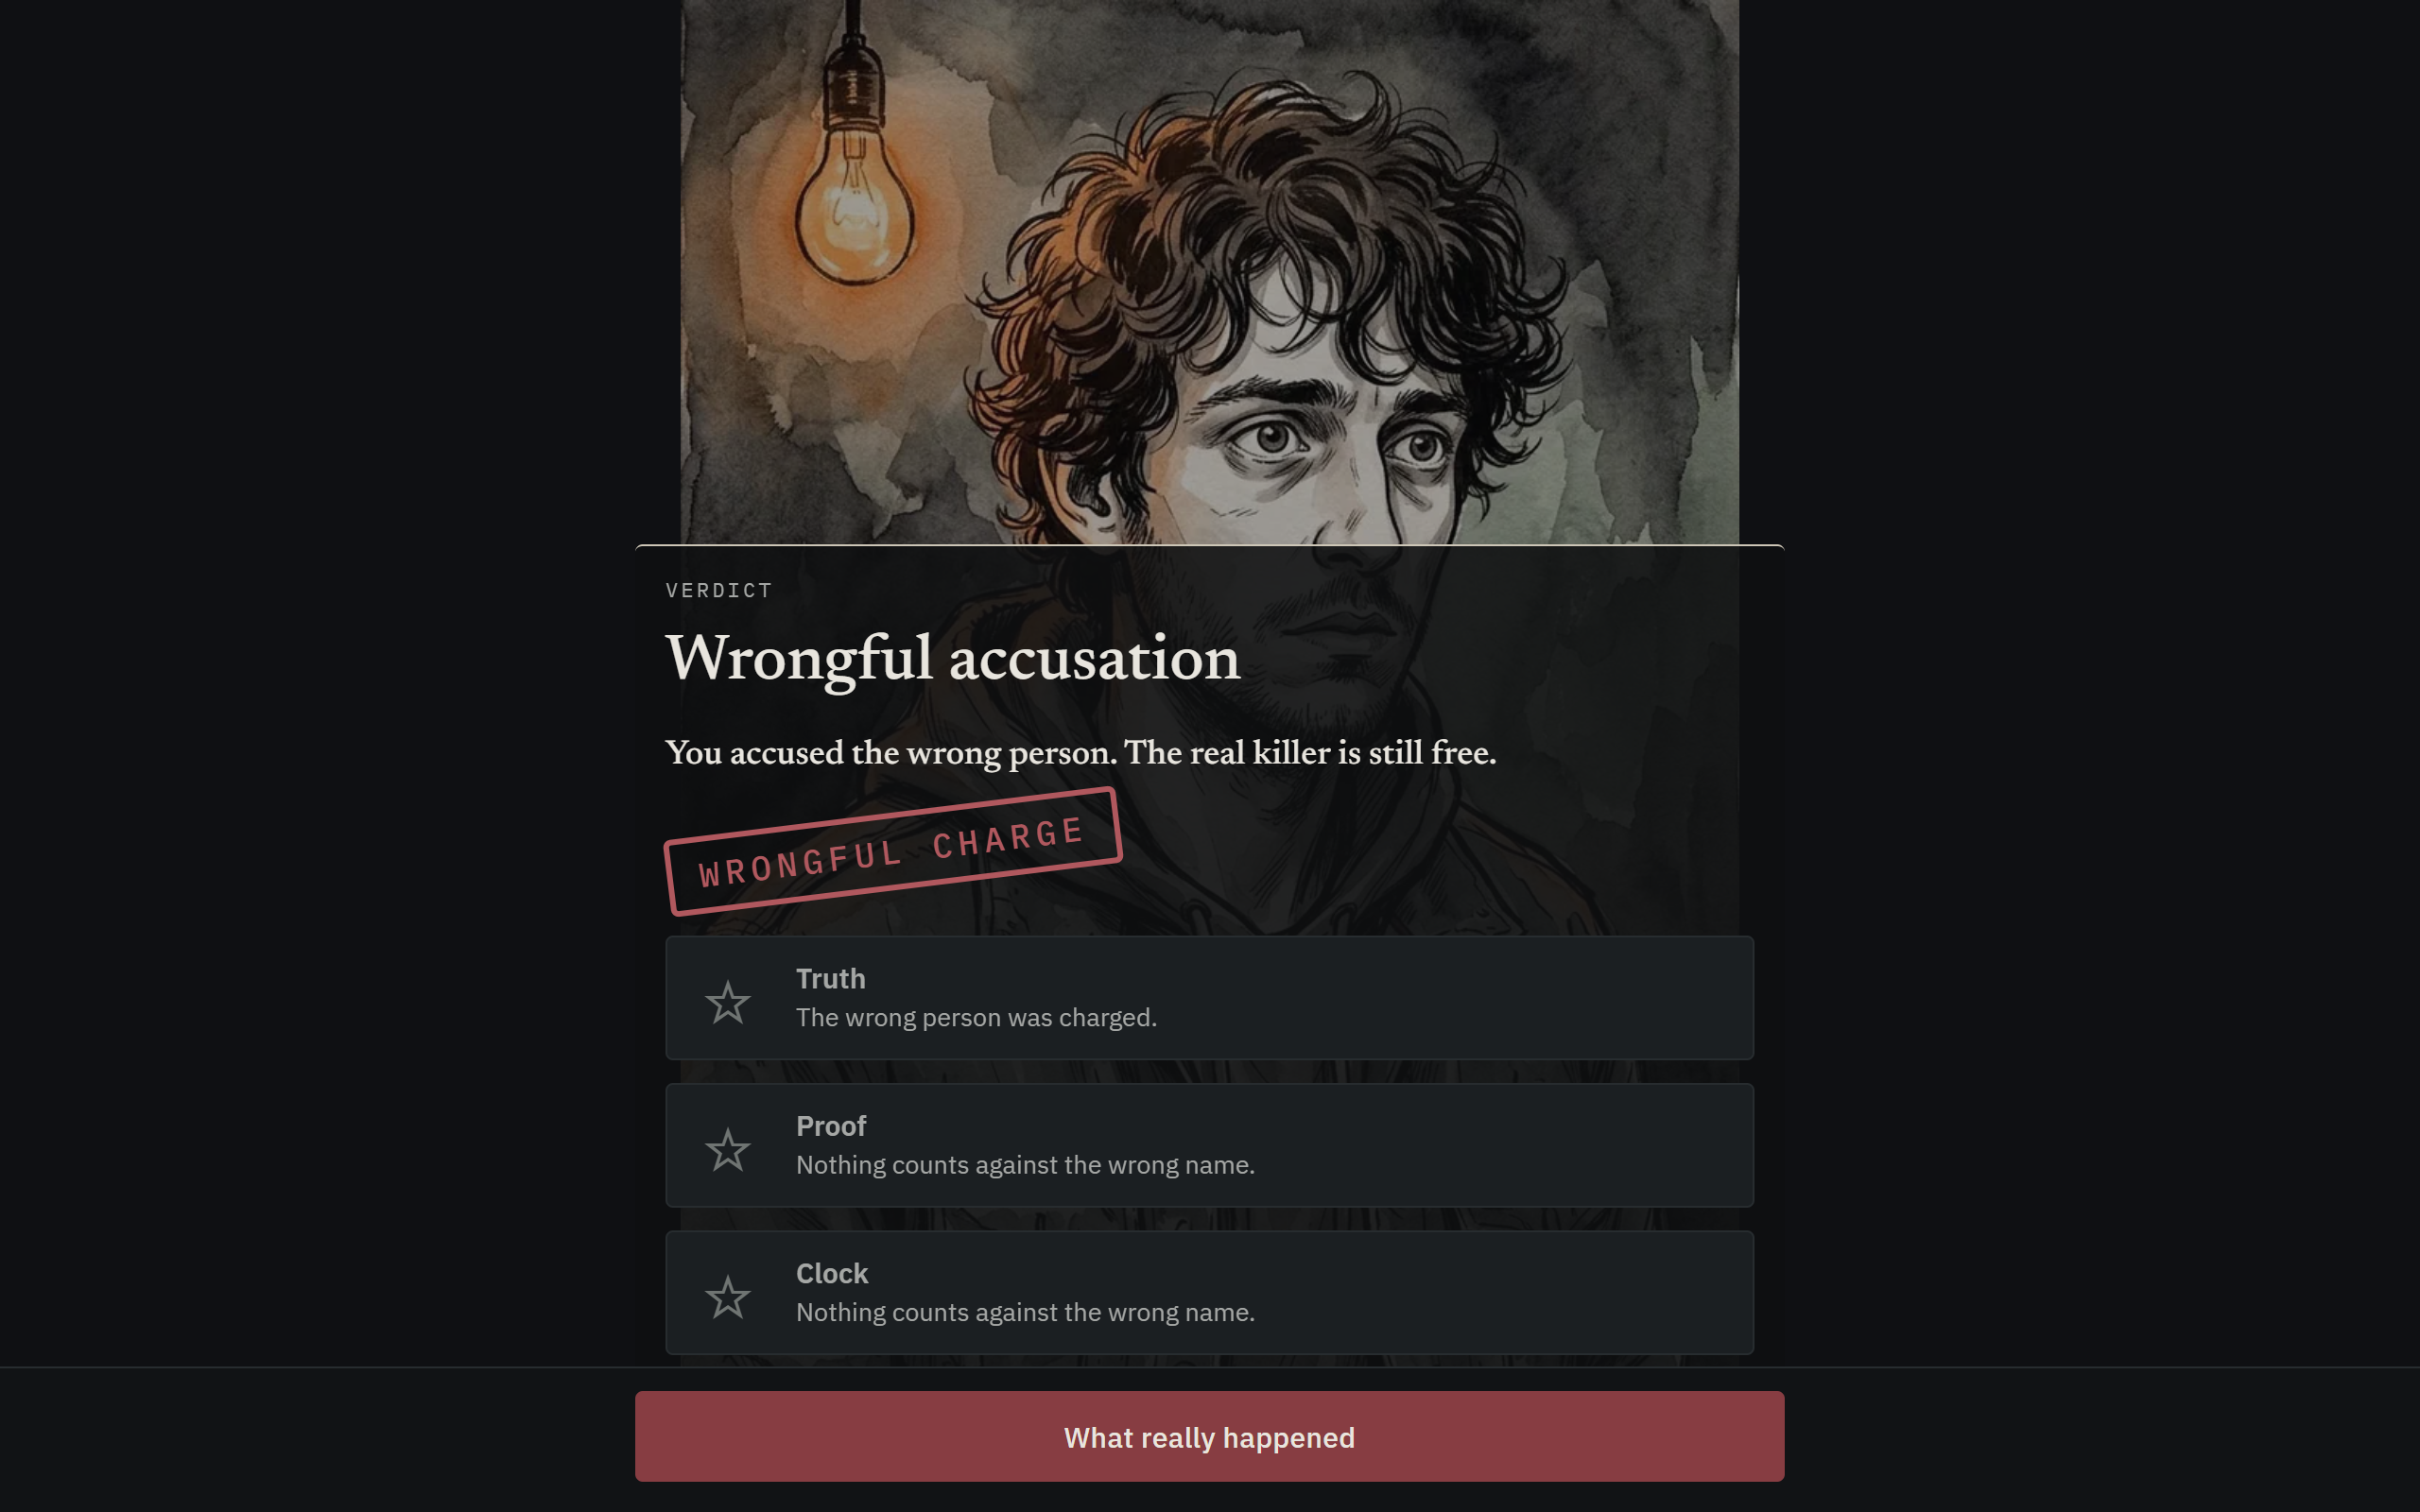 VERDICT
Wrongful accusation
You accused the wrong person. The real killer is still free.
WRONGFUL CHARGE
Truth
The wrong person was charged.
Proof
Nothing counts against the wrong name.
Clock
Nothing counts against the wrong name.
What really happened